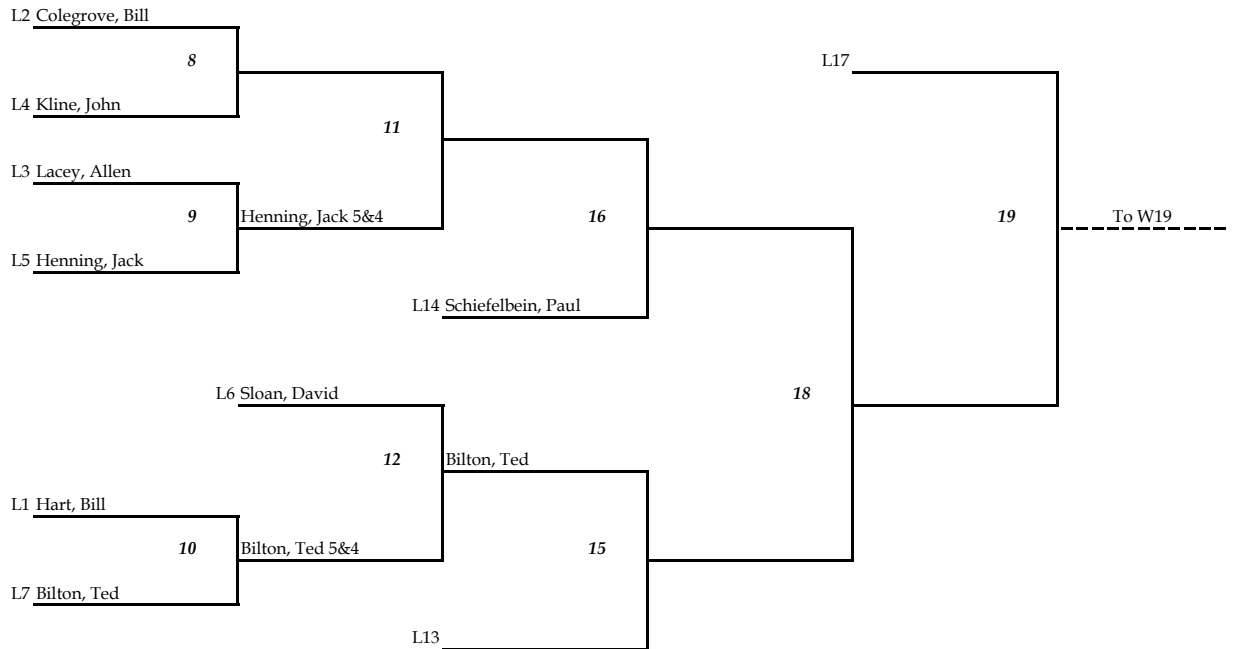 L2 Colegrove, Bill
8
L17
L4 Kline, John
11
L3 Lacey, Allen
9
Henning, Jack 5&4
16
19
To W19
L5 Henning, Jack
L14 Schiefelbein, Paul
L6 Sloan, David
18
12
Bilton, Ted
L1 Hart, Bill
10
Bilton, Ted 5&4
15
L7 Bilton, Ted
L13